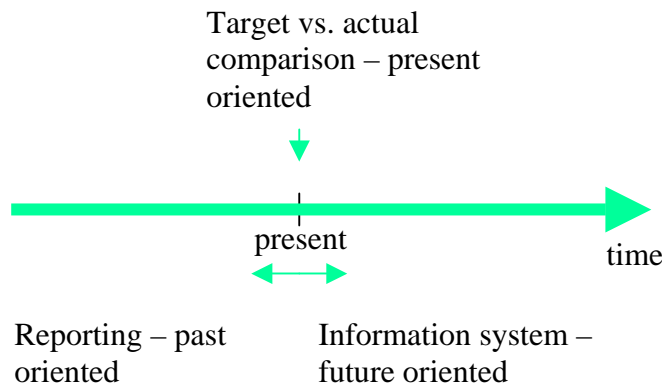 Target vs. actual
comparison – present
oriented
present
time
Reporting – past
oriented
Information system –
future oriented